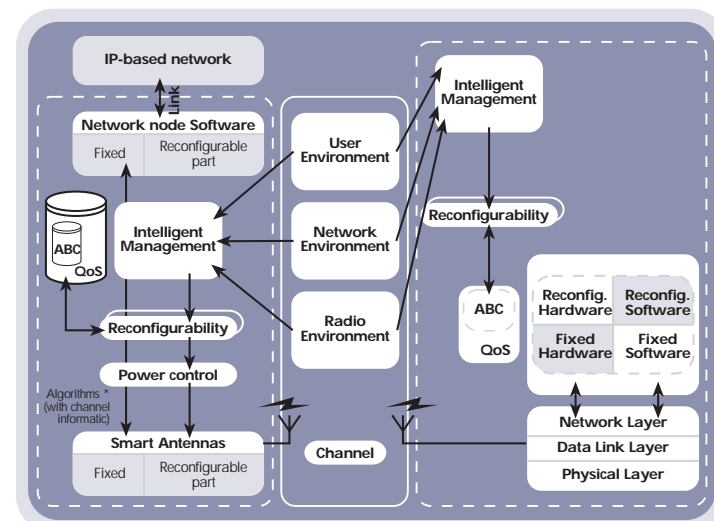 IP-based network
Link
Network node Software
Fixed
Reconfigurable
part
ABC
QoS
Intelligent
Management
Reconfigurability
Power control
Algorithms *
(with channel
informatic)
Smart Antennas
Fixed
Reconfigurable
part
User
Environment
Network
Environment
Radio
Environment
Channel
Intelligent
Management
Reconfigurability
ABC
QoS
Reconfig.
Hardware
Reconfig.
Software
Fixed
Hardware
Fixed
Software
Network Layer
Data Link Layer
Physical Layer